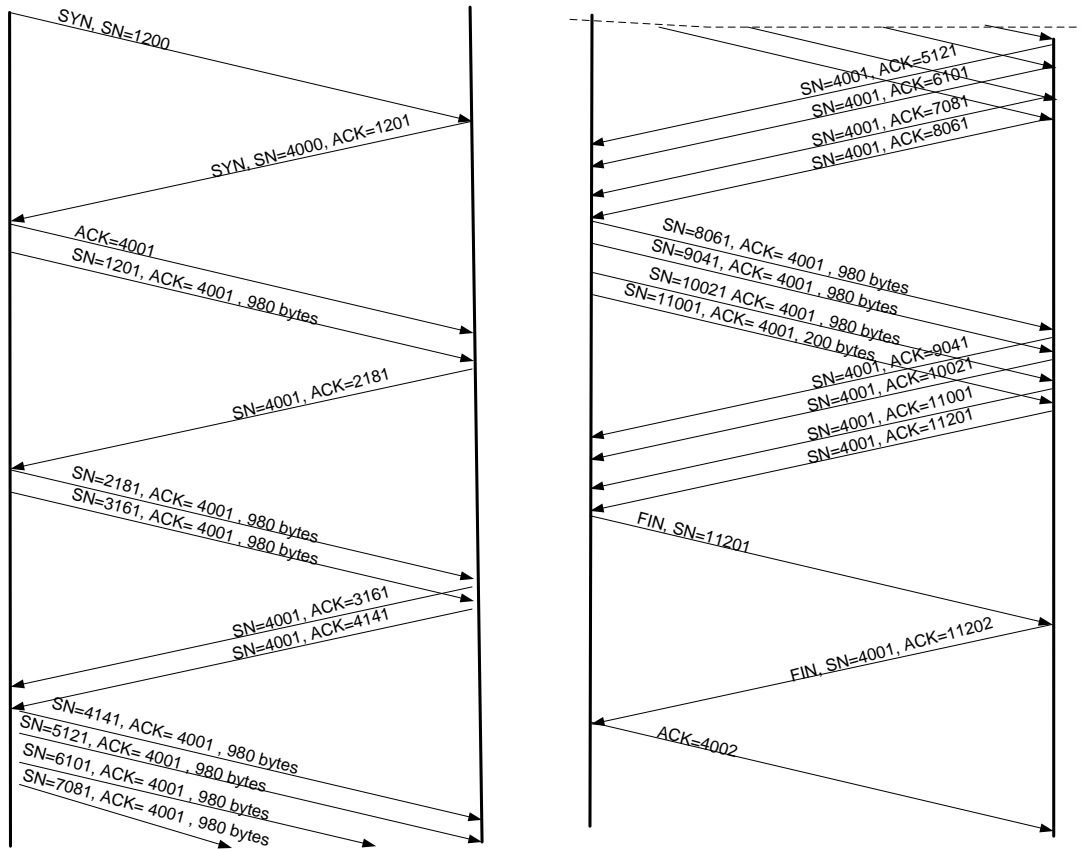 SYN, SN=1200
SYN, SN=4000, ACK=1201
ACK=4001
SN=1201, ACK= 4001 , 980 bytes
SN=4001, ACK=2181
SN=2181, ACK= 4001 , 980 bytes
SN=3161, ACK= 4001 , 980 bytes
SN=4001, ACK=3161
SN=4001, ACK=4141
SN=4141, ACK= 4001 , 980 bytes
SN=5121, ACK= 4001 , 980 bytes
SN=6101, ACK= 4001 , 980 bytes
SN=7081, ACK= 4001 , 980 bytes
SN=4001, ACK=5121
SN=4001, ACK=6101
SN=4001, ACK=7081
SN=4001, ACK=8061
SN=8061, ACK= 4001 , 980 bytes
SN=9041, ACK= 4001 , 980 bytes
SN=10021 ACK= 4001 , 980 bytes
SN=11001, ACK= 4001, 200 bytes
SN=4001, ACK=9041
SN=4001, ACK=10021
SN=4001, ACK=11001
SN=4001, ACK=11201
FIN, SN=11201
FIN, SN=4001, ACK=11202
ACK=4002